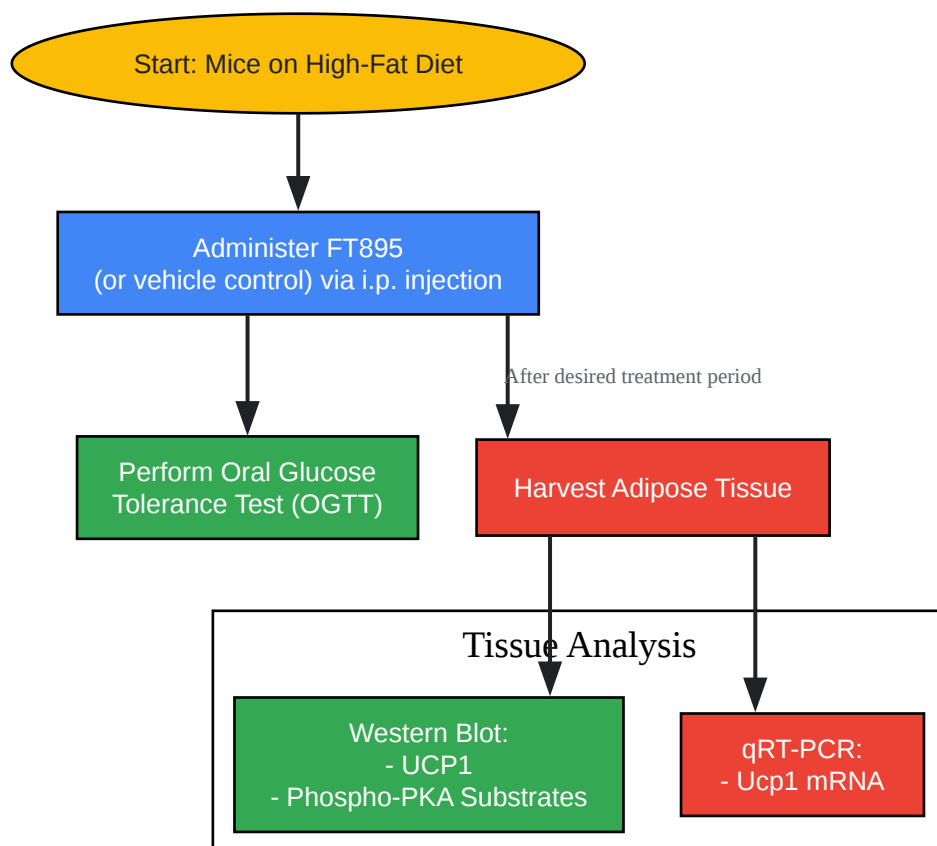 Start: Mice on High-Fat Diet
Administer FT895
(or vehicle control) via i.p. injection
After desired treatment period
Perform Oral Glucose
Tolerance Test (OGTT)
Harvest Adipose Tissue
Tissue Analysis
Western Blot:
- UCP1
- Phospho-PKA Substrates
qRT-PCR:
- Ucp1 mRNA